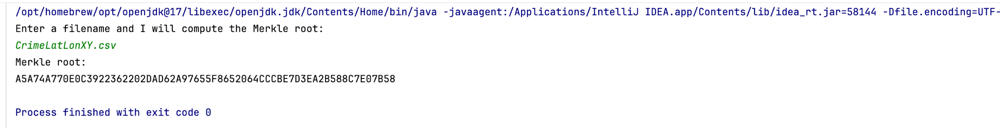 /opt/homebrew/opt/openjdk@17/libexec/openjdk.jdk/Contents/Home/bin/java -javaagent:/Applications/IntelliJ IDEA.app/Contents/lib/idea_rt.jar=58144 -Dfile.encoding=UTF-
Enter a filename and I will compute the Merkle root:
CrimeLatLonXY.csv
Merkle root:
A5A74A770E0C3922362202DAD62A97655F8652064CCCBE7D3EA2B588C7E07B58
Process finished with exit code 0